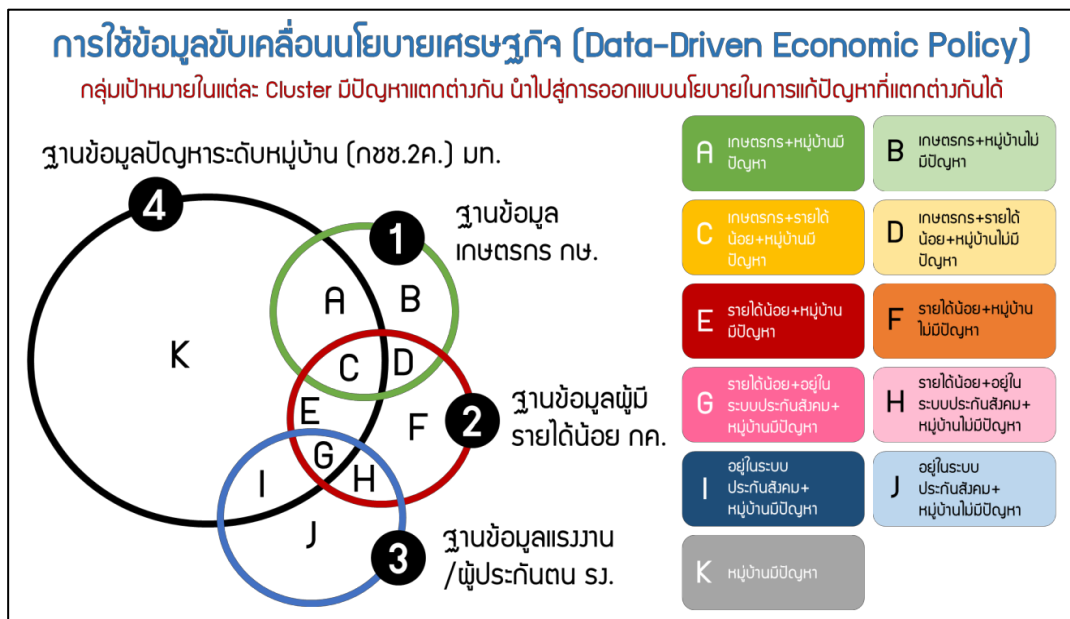 การใช้ข้อมูลขับเคลื่อนนโยบายเศรษฐกิจ (Data-Driven Economic Policy)
กลุ่มเป้าหมายในแต่ละ Cluster มีปัญหาแตกต่างกัน นำไปสู่การออกแบบนโยบายในการแก้ปัญหาที่แตกต่างกันได้
ฐานข้อมูลปัญหาระดับหมู่บ้าน (กชช.2ค.) มท.
4
1
ฐานข้อมูล
เกษตรกร กษ.
A
B
K
C
D
E
F
2
ฐานข้อมูลผู้มี
รายได้น้อย กค.
G
H
I
J
3
ฐานข้อมูลแรงงาน
/ผู้ประกันตน รง.
A
เกษตรกร+หมู่บ้านมี
ปัญหา
B
เกษตรกร+หมู่บ้านไม่
มีปัญหา
C
เกษตรกร+รายได้
น้อย+หมู่บ้านมี
ปัญหา
D
เกษตรกร+รายได้
น้อย+หมู่บ้านไม่มี
ปัญหา
E
รายได้น้อย+หมู่บ้าน
มีปัญหา
F
รายได้น้อย+หมู่บ้าน
ไม่มีปัญหา
G
รายได้น้อย+อยู่ใน
ระบบประกันสังคม+
หมู่บ้านมีปัญหา
H
รายได้น้อย+อยู่ใน
ระบบประกันสังคม+
หมู่บ้านไม่มีปัญหา
I
อยู่ในระบบ
ประกันสังคม+
หมู่บ้านมีปัญหา
J
อยู่ในระบบ
ประกันสังคม+
หมู่บ้านไม่มีปัญหา
K
หมู่บ้านมีปัญหา